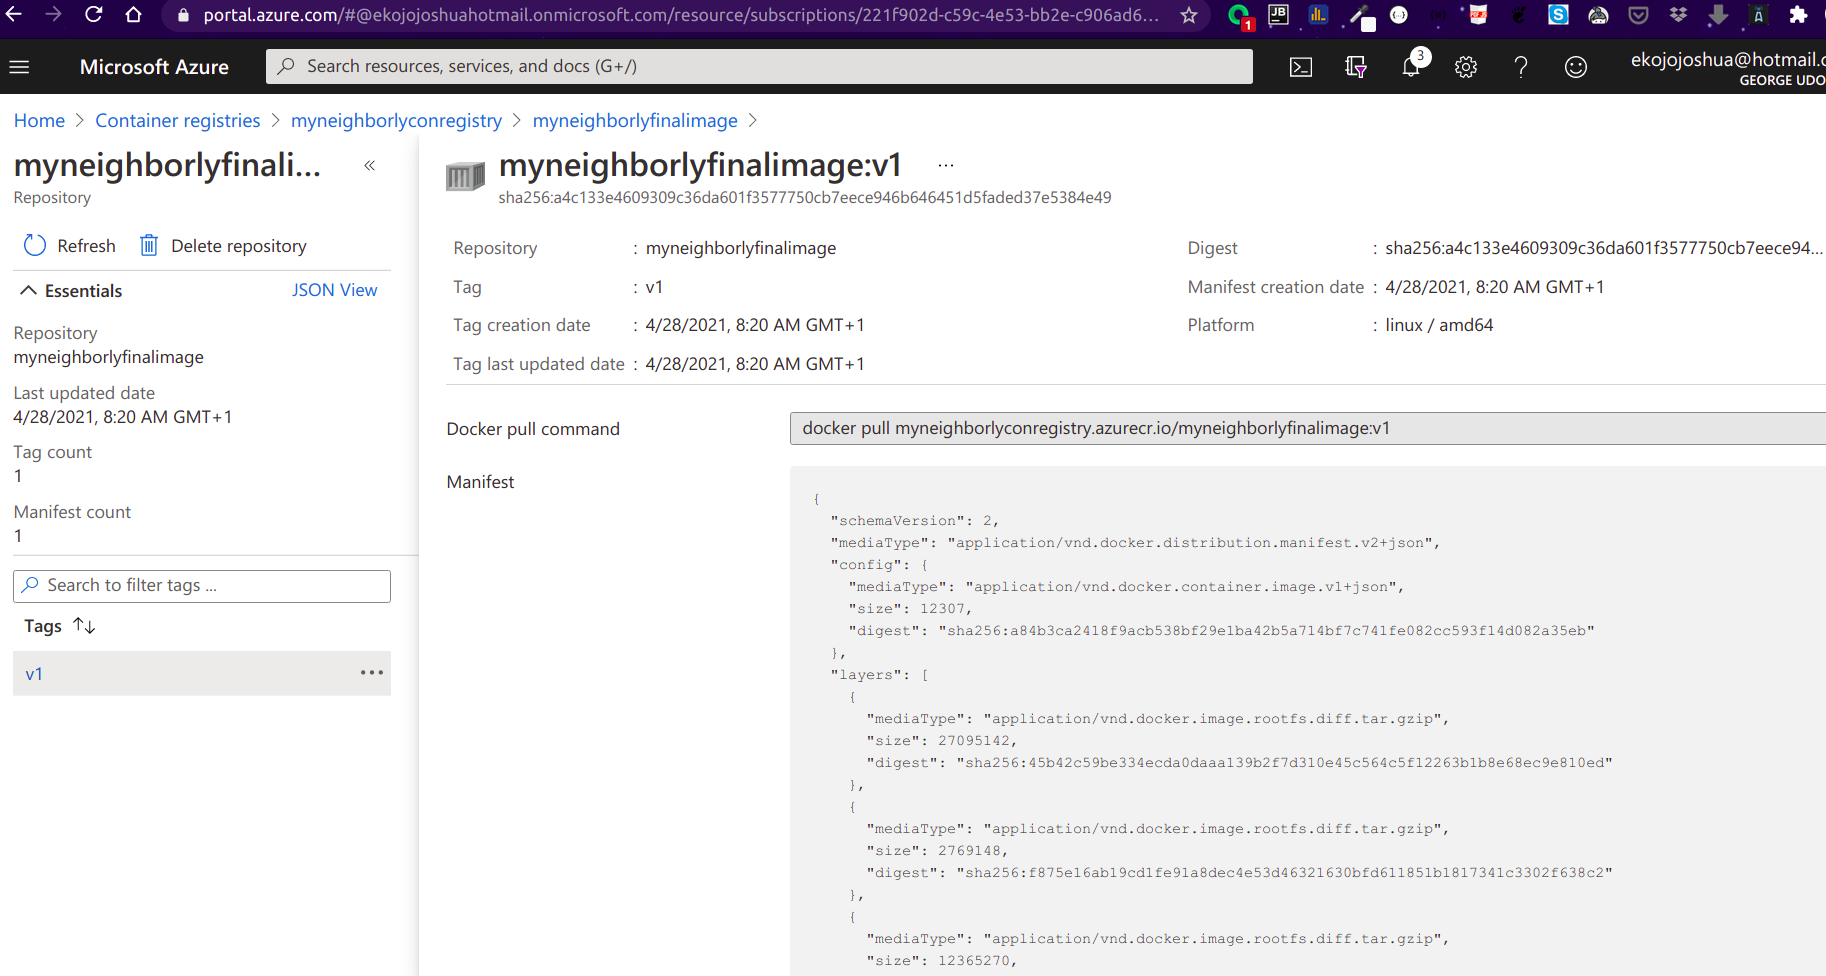 portal.azure.com/#@ekojojoshuahotmail.onmicrosoft.com/resource/subscriptions/221f902d-c59c-4e53-bb2e-c906ad6...
1
JB
Microsoft Azure
Search resources, services, and docs (G+/)
3
ekojojoshua@hotmail.c
GEORGE UDO
Home > Container registries > myneighborlyconregistry > myneighborlyfinalimage >
myneighborlyfinali... «
Repository
Refresh
Delete repository
Essentials
JSON View
Repository
myneighborlyfinalimage
Last updated date
4/28/2021, 8:20 AM GMT+1
Tag count
1
Manifest count
1
Search to filter tags ...
Tags
v1
myneighborlyfinalimage:v1 ...
sha256:a4c133e4609309c36da601f3577750cb7eece946b646451d5faded37e5384e49
Repository : myneighborlyfinalimage
Tag : v1
Tag creation date : 4/28/2021, 8:20 AM GMT+1
Tag last updated date : 4/28/2021, 8:20 AM GMT+1
Digest : sha256:a4c133e4609309c36da601f3577750cb7eece94...
Manifest creation date : 4/28/2021, 8:20 AM GMT+1
Platform : linux / amd64
Docker pull command
docker pull myneighborlyconregistry.azurecr.io/myneighborlyfinalimage:v1
Manifest
{
"schemaVersion": 2,
"mediaType": "application/vnd.docker.distribution.manifest.v2+json",
"config": {
"mediaType": "application/vnd.docker.container.image.v1+json",
"size": 12307,
"digest": "sha256:a84b3ca2418f9acb538bf29e1ba42b5a714bf7c741fe082cc593f14d082a35eb"
},
"layers": [
{
"mediaType": "application/vnd.docker.image.rootfs.diff.tar.gzip",
"size": 27095142,
"digest": "sha256:45b42c59be334ecda0daaa139b2f7d310e45c564c5f12263b1b8e68ec9e810ed"
},
{
"mediaType": "application/vnd.docker.image.rootfs.diff.tar.gzip",
"size": 2769148,
"digest": "sha256:f875e16ab19cd1fe91a8dec4e53d46321630bfd611851b1817341c3302f638c2"
},
{
"mediaType": "application/vnd.docker.image.rootfs.diff.tar.gzip",
"size": 12365270,